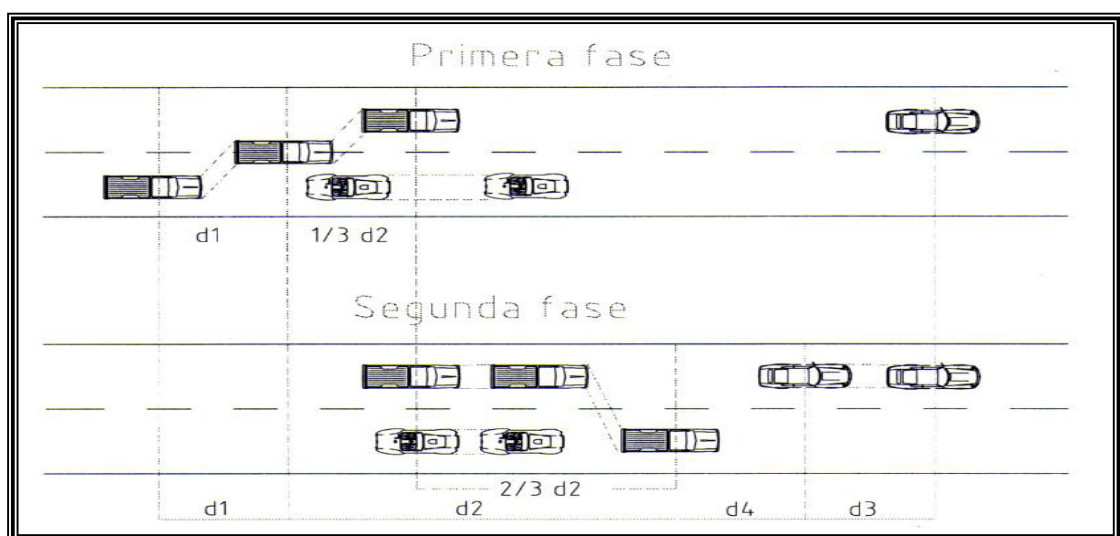 Primera fase
d1 1/3 d2
Segunda fase
2/3 d2
d1 d2 d4 d3